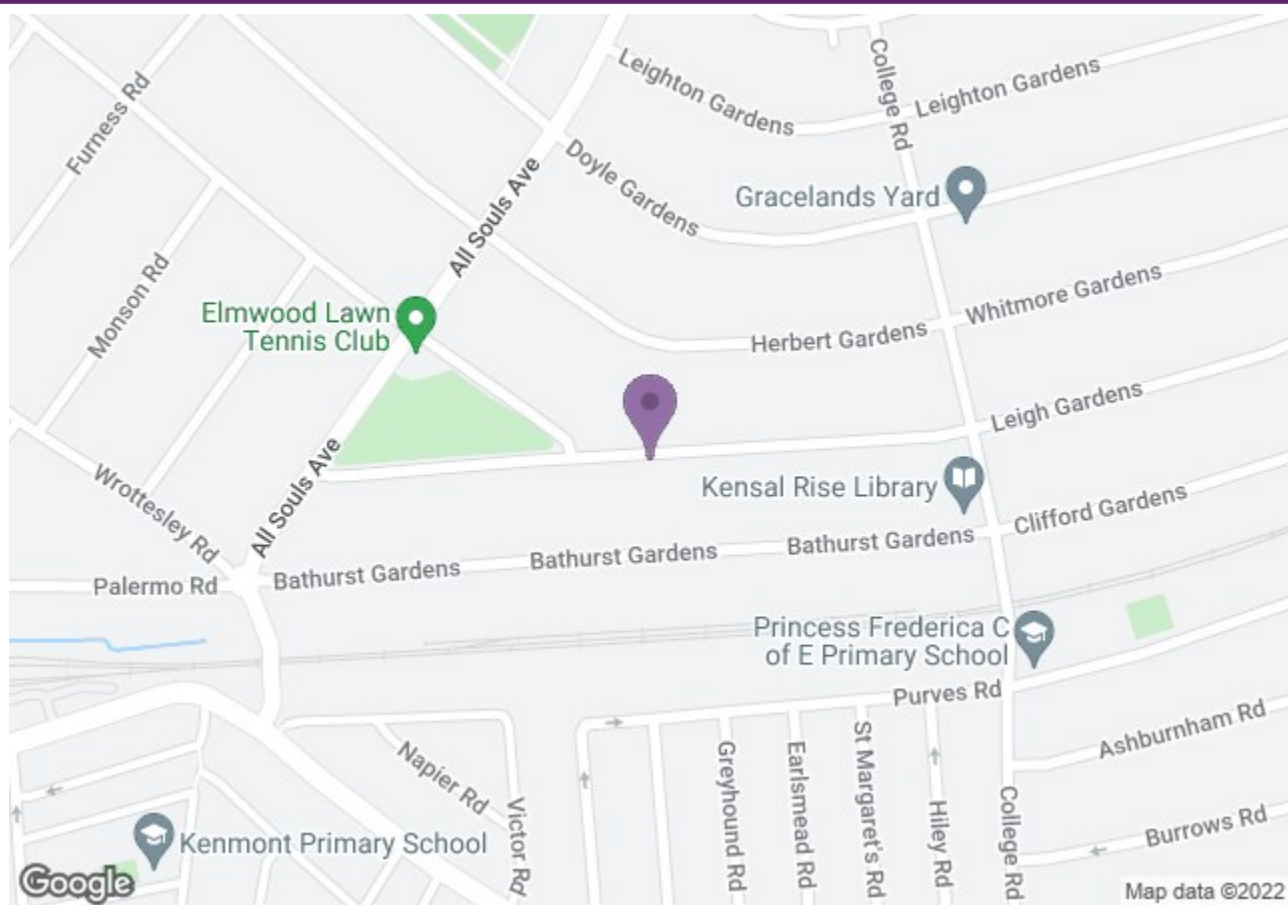 College Rd
Leighton Gardens
Leighton Gardens
Furness Rd
Doyle Gardens
All Souls Ave
Gracelands Yard
Monson Rd
Whitmore Gardens
Elmwood Lawn
Tennis Club
Herbert Gardens
Leigh Gardens
All Souls Ave
Wrottesley Rd
Kensal Rise Library
Clifford Gardens
Bathurst Gardens
Bathurst Gardens
Bathurst Gardens
Palermo Rd
Princess Frederica C
of E Primary School
Purves Rd
Ashburnham Rd
Napier Rd
Victor Rd
Greyhound Rd
Earlsmead Rd
St Margaret's Rd
Hiley Rd
College Rd
Burrows Rd
Kenmont Primary School
Google
Map data ©2022